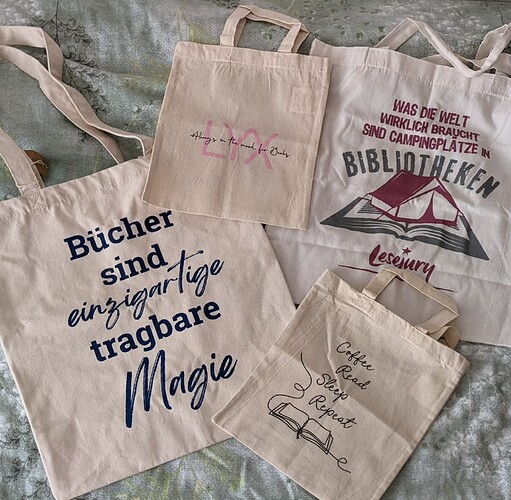 Bücher
sind
einzigartige
tragbare
Magie
LYX
Always in the mood for Books
WAS DIE WELT
WIRKLICH BRAUCHT
SIND CAMPINGPLÄTZE IN
BIBLIOTHEKEN
Lesejury
Coffee
Read
Sleep
Repeat